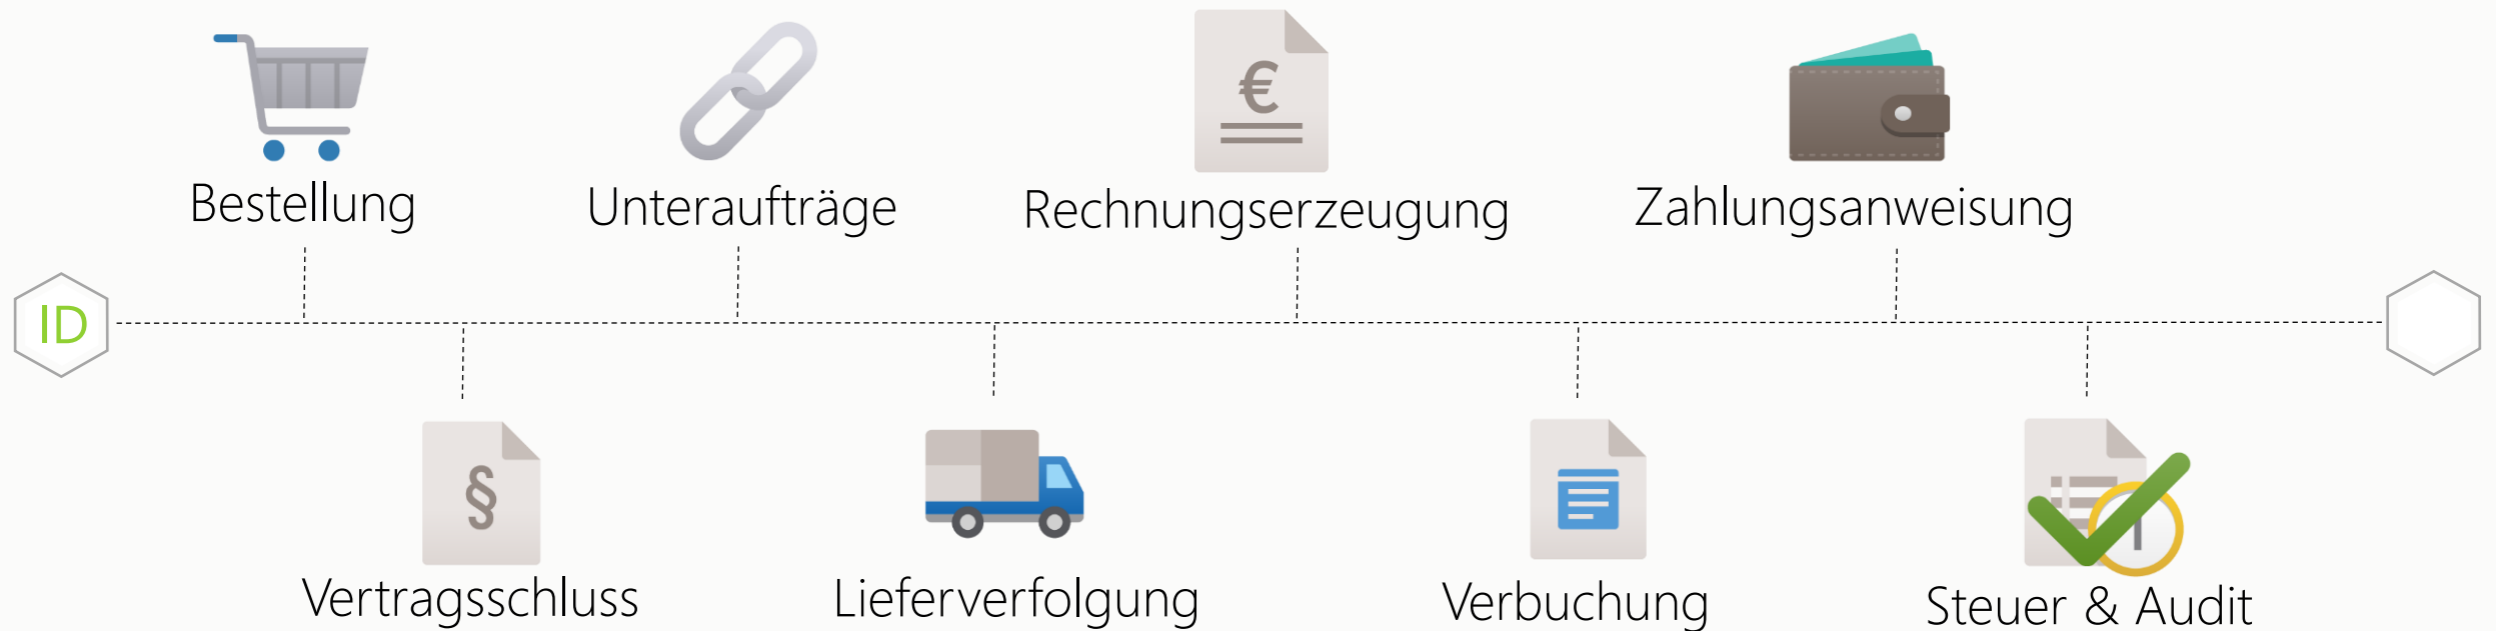 €
Bestellung
Unteraufträge
Rechnungserzeugung
Zahlungsanweisung
ID
§
Vertragsschluss
Lieferverfolgung
Verbuchung
Steuer & Audit